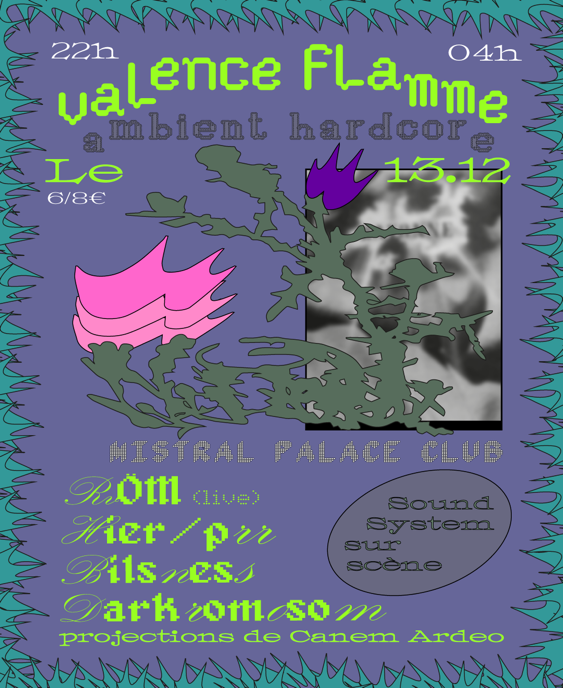 22h
04h
valence flamme
ambient hardcore
Le 13.12
6/8€
MISTRAL PALACE CLUB
Röm (live)
Hier/prr
Bilsness
Darkromesom
Sound
System
sur
scène
projections de Canem Ardeo